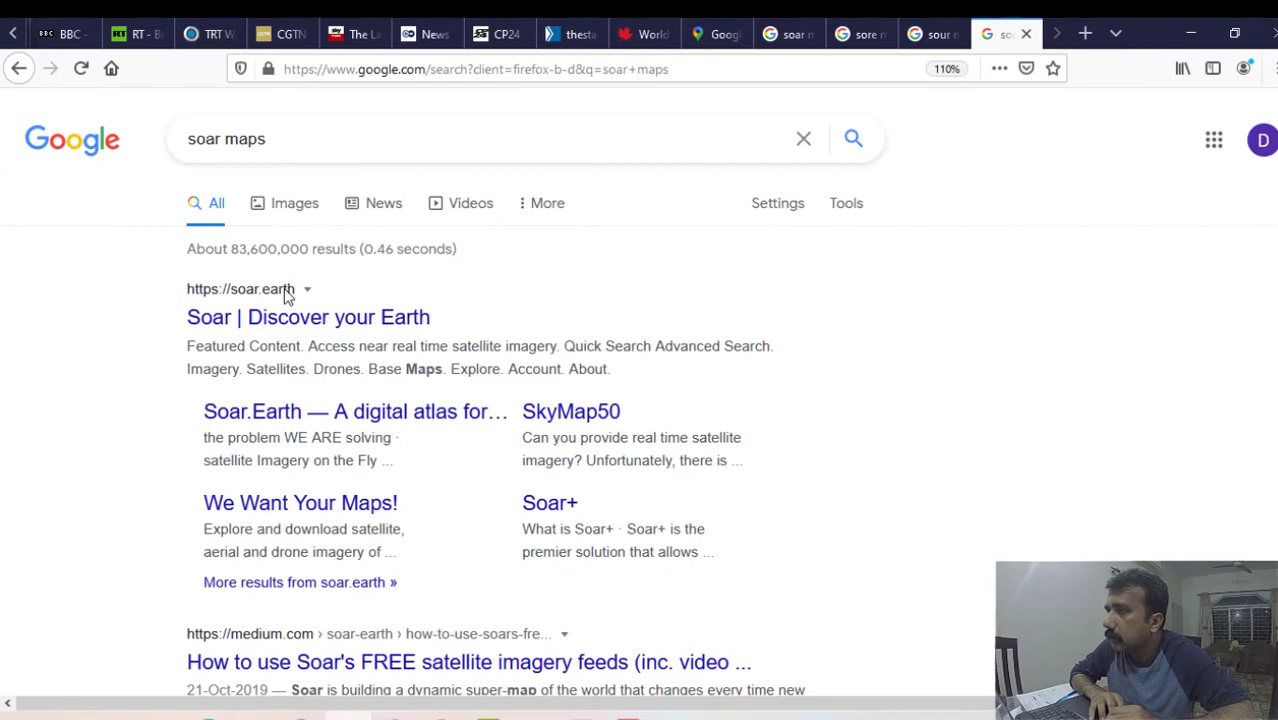 BBC -
RT - B
TRT W
CGTN
The La
News
CP24
thesta
World
Googl
soar m
sore m
sour m
so
https://www.google.com/search?client=firefox-b-d&q=soar+maps
110%
Google
soar maps
D
All
Images
News
Videos
More
Settings
Tools
About 83,600,000 results (0.46 seconds)
https://soar.earth
Soar | Discover your Earth
Featured Content. Access near real time satellite imagery. Quick Search Advanced Search.
Imagery. Satellites. Drones. Base Maps. Explore. Account. About.
Soar.Earth — A digital atlas for...
SkyMap50
the problem WE ARE solving ·
satellite Imagery on the Fly ...
Can you provide real time satellite
imagery? Unfortunately, there is ...
We Want Your Maps!
Soar+
Explore and download satellite,
aerial and drone imagery of ...
What is Soar+ · Soar+ is the
premier solution that allows ...
More results from soar.earth »
https://medium.com › soar-earth › how-to-use-soars-fre...
How to use Soar's FREE satellite imagery feeds (inc. video ...
21-Oct-2019 — Soar is building a dynamic super-map of the world that changes every time new